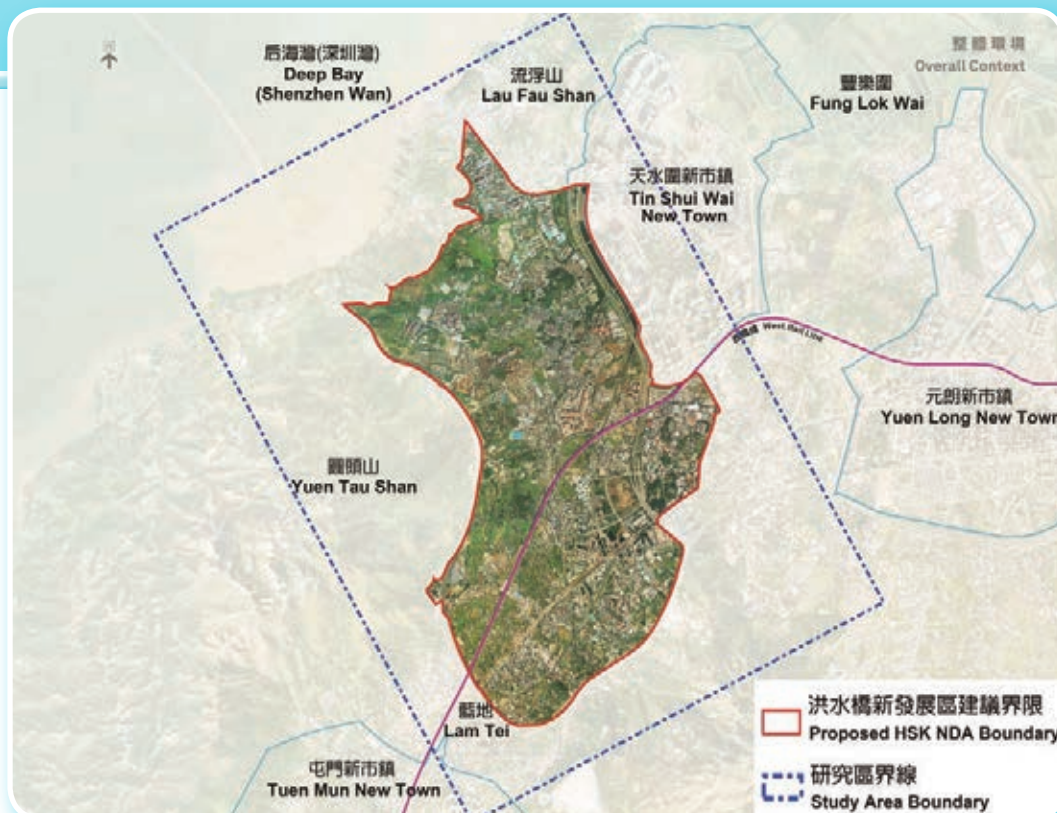 北
整體環境
Overall Context
后海灣(深圳灣)
Deep Bay
(Shenzhen Wan)
流浮山
Lau Fau Shan
豐樂圍
Fung Lok Wai
天水圍新市鎮
Tin Shui Wai
New Town
西鐵綫 West Rail Line
元朗新市鎮
Yuen Long New Town
圓頭山
Yuen Tau Shan
藍地
Lam Tei
屯門新市鎮
Tuen Mun New Town
洪水橋新發展區建議界限
Proposed HSK NDA Boundary
研究區界線
Study Area Boundary